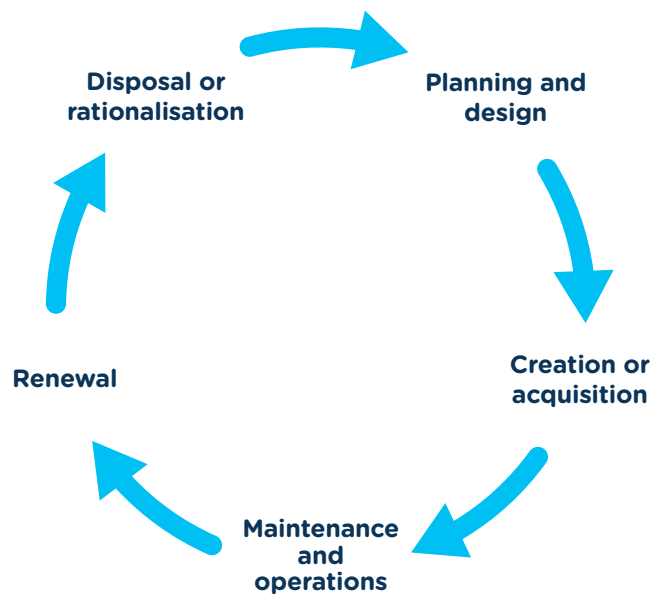 Disposal or
rationalisation
Planning and
design
Creation or
acquisition
Maintenance
and
operations
Renewal